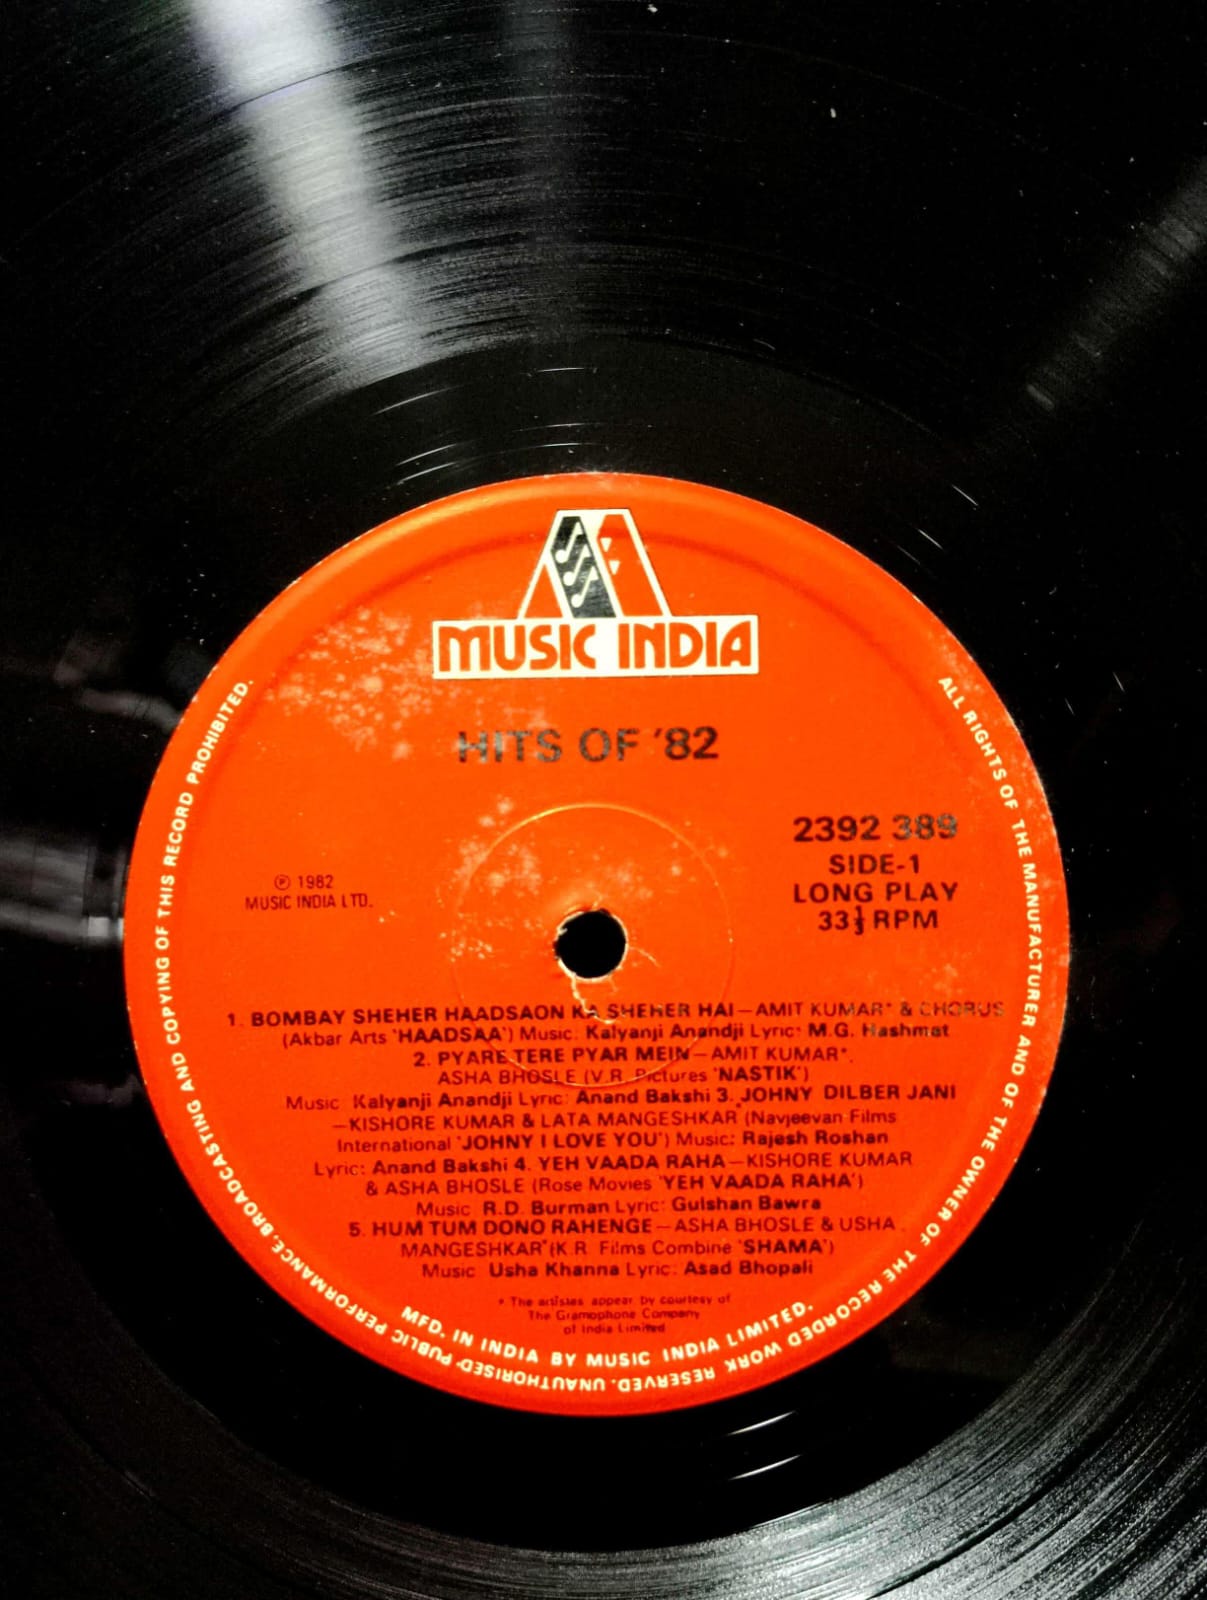 MUSIC INDIA
HITS OF '82
2392 389
SIDE-1
LONG PLAY
33⅓ RPM
℗ 1982
MUSIC INDIA LTD.
1. BOMBAY SHEHER HAADSAON KA SHEHER HAI—AMIT KUMAR* & CHORUS
(Akbar Arts 'HAADSAA') Music: Kalyanji Anandji Lyric: M.G. Hashmat
2. PYARE TERE PYAR MEIN—AMIT KUMAR*,
ASHA BHOSLE (V.R. Pictures 'NASTIK')
Music Kalyanji Anandji Lyric: Anand Bakshi 3. JOHNY DILBER JANI
—KISHORE KUMAR & LATA MANGESHKAR (Navjeevan Films
International 'JOHNY I LOVE YOU') Music: Rajesh Roshan
Lyric: Anand Bakshi 4. YEH VAADA RAHA—KISHORE KUMAR
& ASHA BHOSLE (Rose Movies 'YEH VAADA RAHA')
Music R.D. Burman Lyric: Gulshan Bawra
5. HUM TUM DONO RAHENGE—ASHA BHOSLE & USHA
MANGESHKAR* (K.R. Films Combine 'SHAMA')
Music Usha Khanna Lyric: Asad Bhopali
* The artistes appear by courtesy of
The Gramophone Company
of India Limited
MFD. IN INDIA BY MUSIC INDIA LIMITED.
ALL RIGHTS OF THE MANUFACTURER AND OF THE OWNER OF THE RECORDED WORK RESERVED. UNAUTHORISED PUBLIC PERFORMANCE, BROADCASTING AND COPYING OF THIS RECORD PROHIBITED.